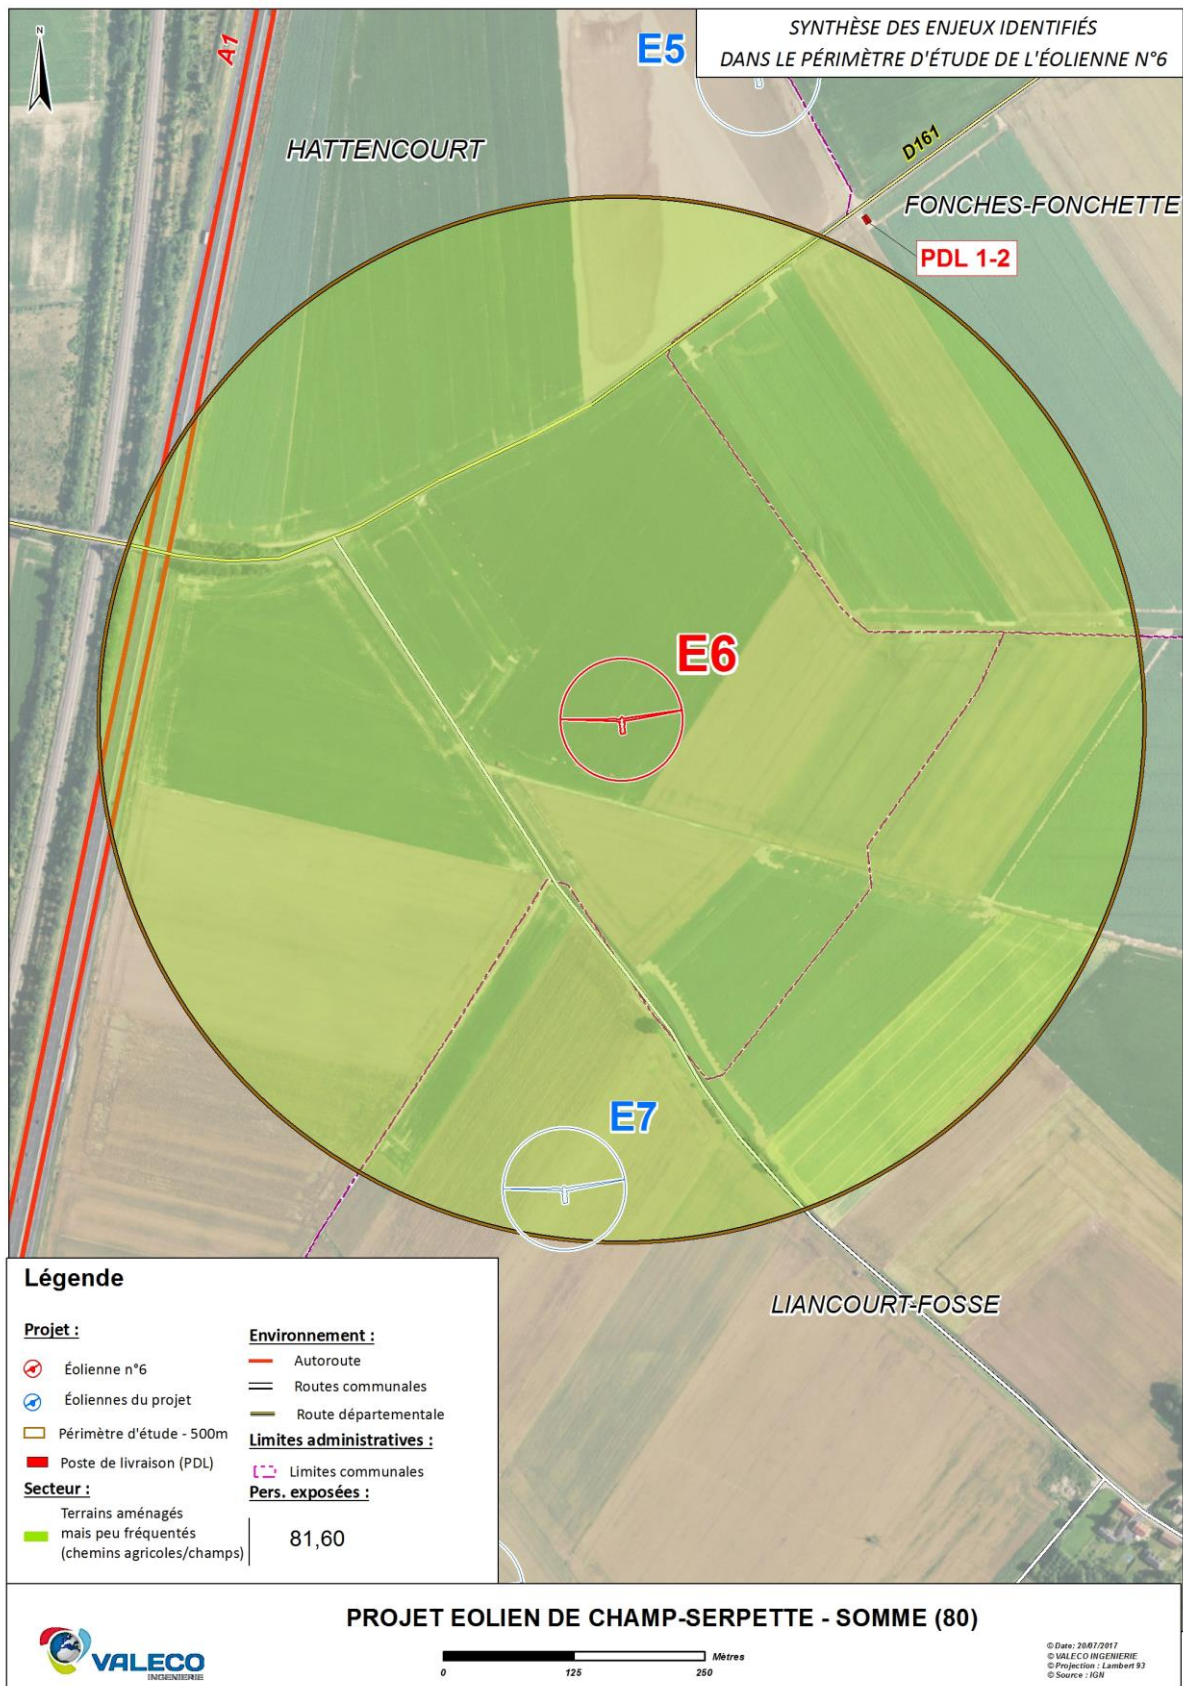 SYNTHÈSE DES ENJEUX IDENTIFIÉS
DANS LE PÉRIMÈTRE D'ÉTUDE DE L'ÉOLIENNE N°6
N
A1
E5
HATTENCOURT
D161
FONCHES-FONCHETTE
PDL 1-2
E6
E7
LIANCOURT-FOSSE
Légende
Projet :
Éolienne n°6
Éoliennes du projet
Périmètre d'étude - 500m
Poste de livraison (PDL)
Secteur :
Terrains aménagés
mais peu fréquentés
(chemins agricoles/champs)
Environnement :
Autoroute
Routes communales
Route départementale
Limites administratives :
Limites communales
Pers. exposées :
81,60
PROJET EOLIEN DE CHAMP-SERPETTE - SOMME (80)
VALECO
INGENIERIE
Mètres
0 125 250
© Date: 20/07/2017
© VALECO INGENIERIE
© Projection : Lambert 93
© Source : IGN